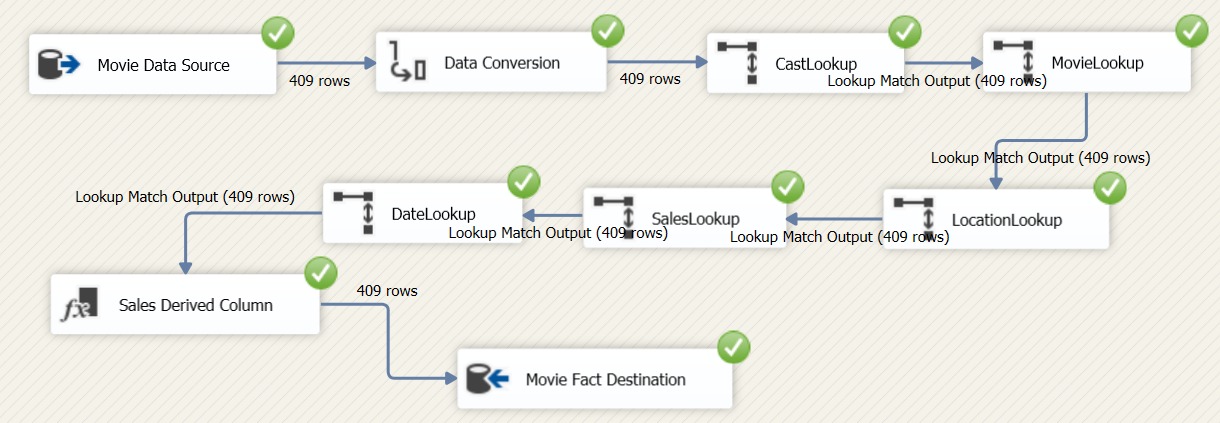 Movie Data Source
409 rows
Data Conversion
409 rows
CastLookup
Lookup Match Output (409 rows)
MovieLookup
Lookup Match Output (409 rows)
LocationLookup
Lookup Match Output (409 rows)
SalesLookup
Lookup Match Output (409 rows)
DateLookup
Lookup Match Output (409 rows)
fx
Sales Derived Column
409 rows
Movie Fact Destination